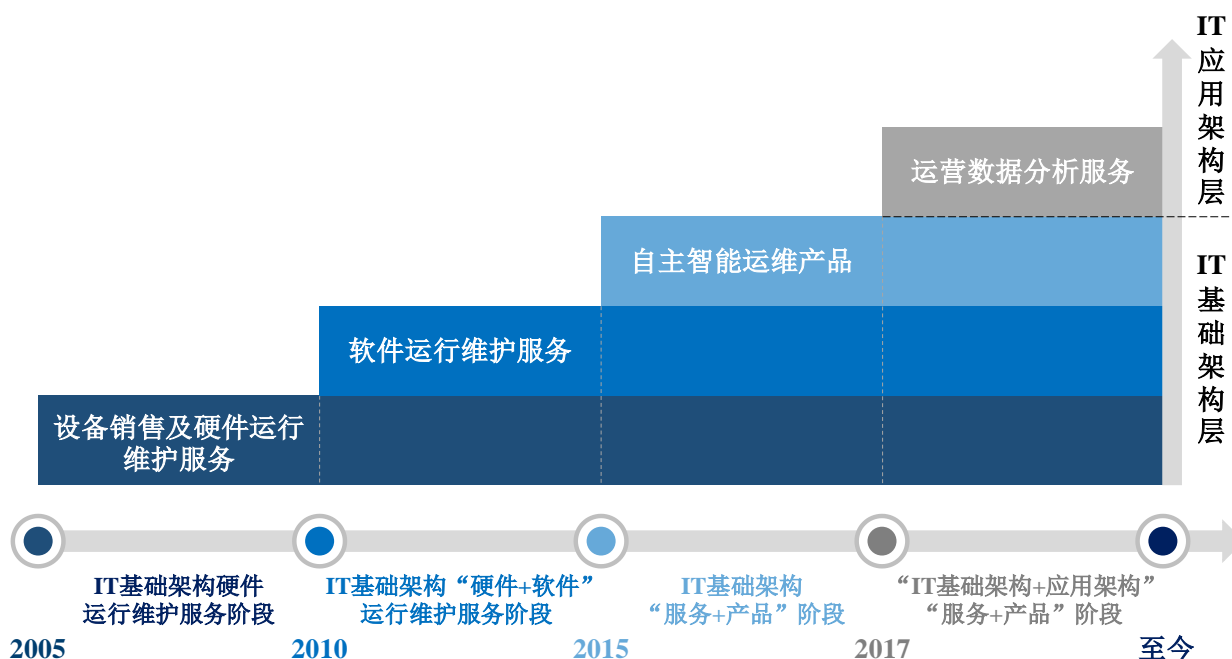 IT应用架构层
运营数据分析服务
自主智能运维产品
IT基础架构层
软件运行维护服务
设备销售及硬件运行
维护服务
IT基础架构硬件
运行维护服务阶段
IT基础架构“硬件+软件”
运行维护服务阶段
IT基础架构
“服务+产品”阶段
“IT基础架构+应用架构”
“服务+产品”阶段
2005
2010
2015
2017
至今